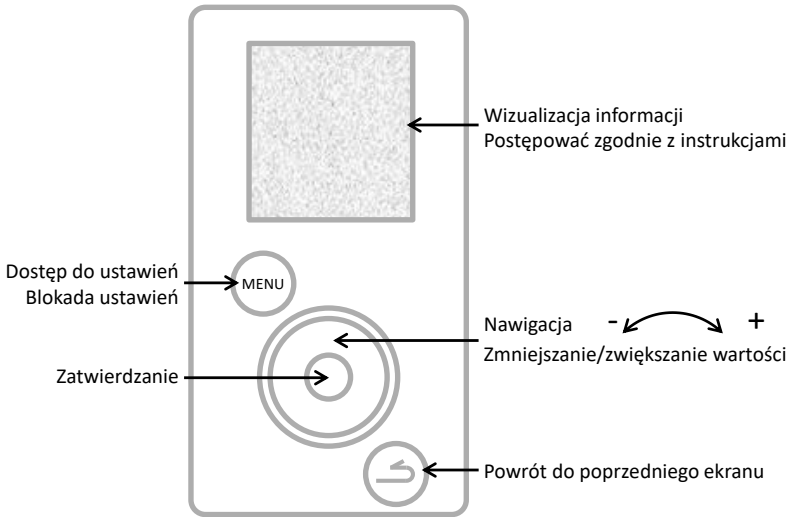 Wizualizacja informacji
Postępować zgodnie z instrukcjami
Dostęp do ustawień
Blokada ustawień
MENU
Nawigacja - +
Zmniejszanie/zwiększanie wartości
Zatwierdzanie
Powrót do poprzedniego ekranu